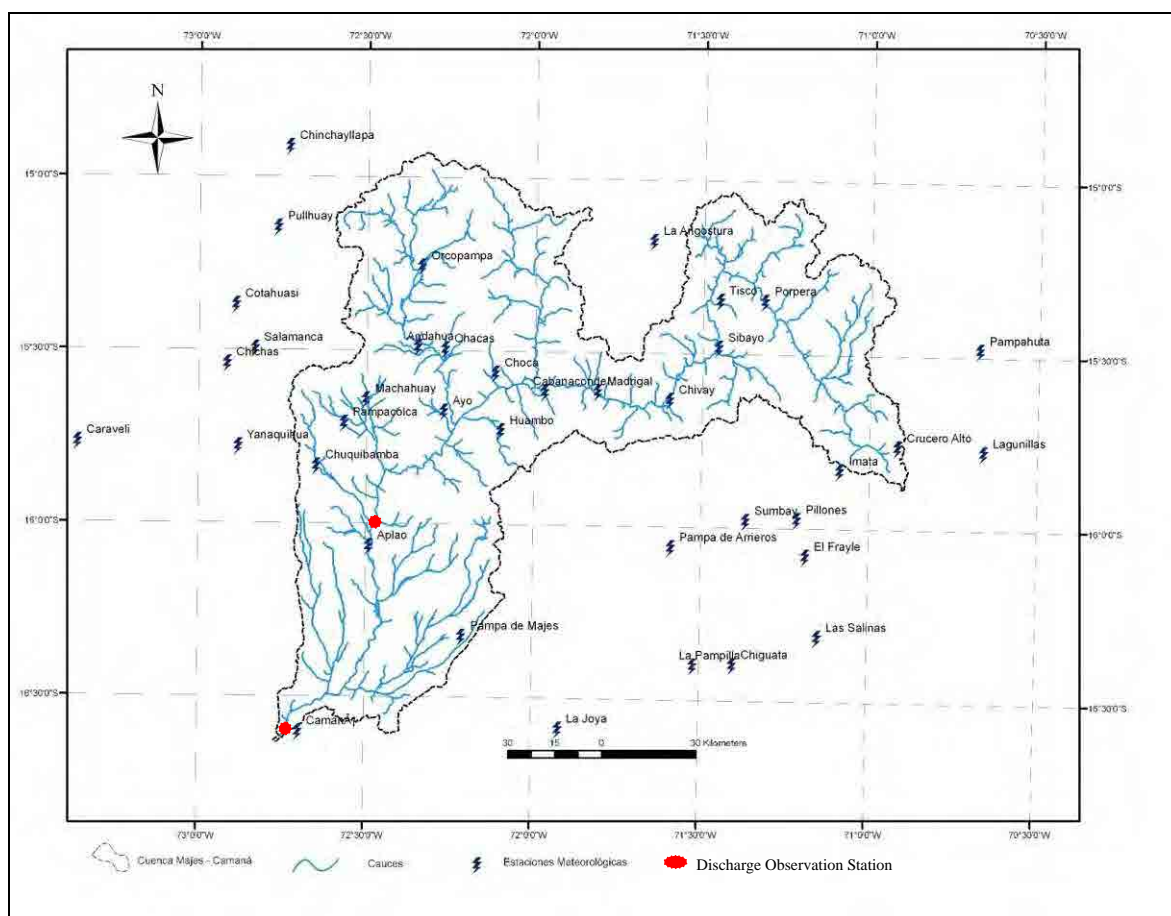 73°0'0"W 72°30'0"W 72°0'0"W 71°30'0"W 71°0'0"W 70°30'0"W
N
Chinchayllapa
15°0'0"S 15°0'0"S
Pullhuay
La Angostura
Orcopampa
Tisco Porpera
Cotahuasi
Salamanca Andahua Chacas Sibayo Pampahuta
15°30'0"S 15°30'0"S
Chichas
Choca
Machahuay Cabanaconde Madrigal Chivay
Pampacolca Ayo
Huambo
Caraveli Yanaquihua Crucero Alto Lagunillas
Chuquibamba Imata
16°0'0"S 16°0'0"S
Sumbay Pillones
Aplao Pampa de Arrieros
El Frayle
Pampa de Majes Las Salinas
La Pampilla Chiguata
16°30'0"S 16°30'0"S
La Joya
30 15 0 30 Kilometers
73°0'0"W 72°30'0"W 72°0'0"W 71°30'0"W 71°0'0"W 70°30'0"W
Cuenca Majes - Camaná Cauces Estaciones Meteorológicas Discharge Observation Station